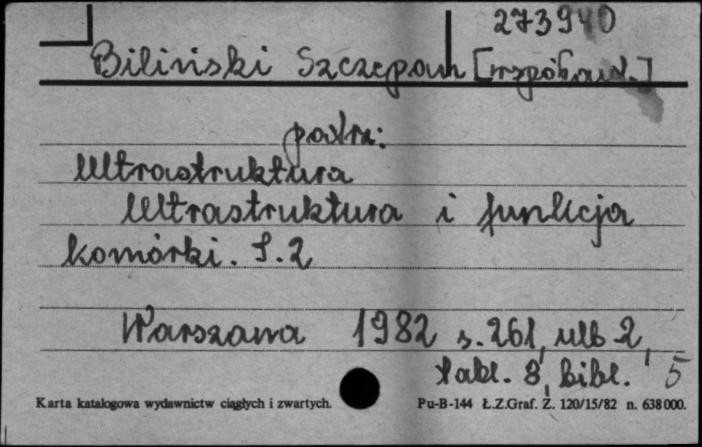 273940
Biliński Szczepan [współaut.]
patrz:
Ultrastruktura
Ultrastruktura i funkcja
komórki. T.2
Warszawa 1982 s. 261, ulb 2,
tabl. 8, bibl. 5
Karta katalogowa wydawnictw ciągłych i zwartych. Pu-B-144 Ł.Z.Graf. Z. 120/15/82 n. 638000.